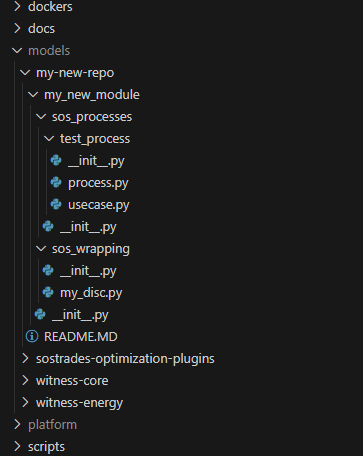 dockers
docs
models
my-new-repo
my_new_module
sos_processes
test_process
__init__.py
process.py
usecase.py
__init__.py
sos_wrapping
__init__.py
my_disc.py
__init__.py
README.MD
sostrades-optimization-plugins
witness-core
witness-energy
platform
scripts